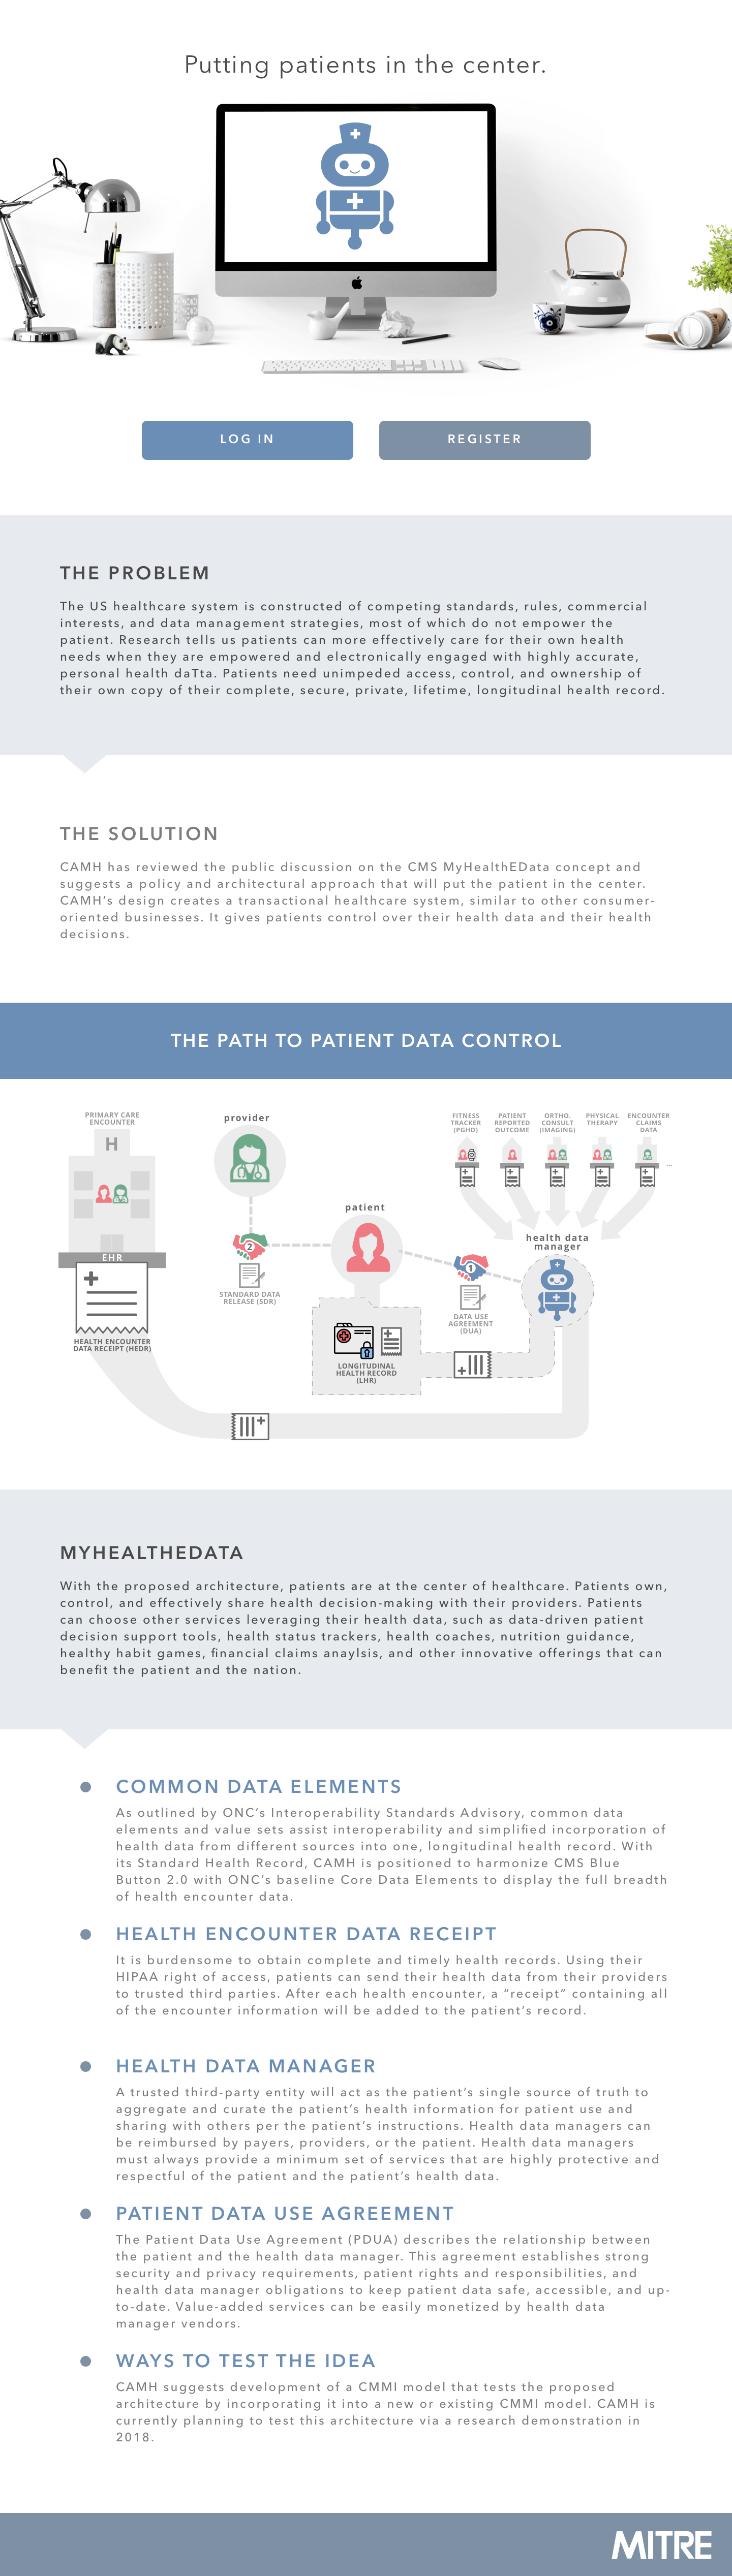 Putting patients in the center.
LOG IN
REGISTER
THE PROBLEM
The US healthcare system is constructed of competing standards, rules, commercial
interests, and data management strategies, most of which do not empower the
patient. Research tells us patients can more effectively care for their own health
needs when they are empowered and electronically engaged with highly accurate,
personal health daTta. Patients need unimpeded access, control, and ownership of
their own copy of their complete, secure, private, lifetime, longitudinal health record.
THE SOLUTION
CAMH has reviewed the public discussion on the CMS MyHealthEData concept and
suggests a policy and architectural approach that will put the patient in the center.
CAMH's design creates a transactional healthcare system, similar to other consumer-
oriented businesses. It gives patients control over their health data and their health
decisions.
THE PATH TO PATIENT DATA CONTROL
PRIMARY CARE
ENCOUNTER
H
EHR
HEALTH ENCOUNTER
DATA RECEIPT (HEDR)
provider
2
STANDARD DATA
RELEASE (SDR)
patient
LONGITUDINAL
HEALTH RECORD
(LHR)
1
DATA USE
AGREEMENT
(DUA)
FITNESS
TRACKER
(PGHD)
PATIENT
REPORTED
OUTCOME
ORTHO.
CONSULT
(IMAGING)
PHYSICAL
THERAPY
ENCOUNTER
CLAIMS
DATA
...
health data
manager
MYHEALTHEDATA
With the proposed architecture, patients are at the center of healthcare. Patients own,
control, and effectively share health decision-making with their providers. Patients
can choose other services leveraging their health data, such as data-driven patient
decision support tools, health status trackers, health coaches, nutrition guidance,
healthy habit games, financial claims anaylsis, and other innovative offerings that can
benefit the patient and the nation.
COMMON DATA ELEMENTS
As outlined by ONC's Interoperability Standards Advisory, common data
elements and value sets assist interoperability and simplified incorporation of
health data from different sources into one, longitudinal health record. With
its Standard Health Record, CAMH is positioned to harmonize CMS Blue
Button 2.0 with ONC's baseline Core Data Elements to display the full breadth
of health encounter data.
HEALTH ENCOUNTER DATA RECEIPT
It is burdensome to obtain complete and timely health records. Using their
HIPAA right of access, patients can send their health data from their providers
to trusted third parties. After each health encounter, a “receipt” containing all
of the encounter information will be added to the patient's record.
HEALTH DATA MANAGER
A trusted third-party entity will act as the patient's single source of truth to
aggregate and curate the patient's health information for patient use and
sharing with others per the patient's instructions. Health data managers can
be reimbursed by payers, providers, or the patient. Health data managers
must always provide a minimum set of services that are highly protective and
respectful of the patient and the patient's health data.
PATIENT DATA USE AGREEMENT
The Patient Data Use Agreement (PDUA) describes the relationship between
the patient and the health data manager. This agreement establishes strong
security and privacy requirements, patient rights and responsibilities, and
health data manager obligations to keep patient data safe, accessible, and up-
to-date. Value-added services can be easily monetized by health data
manager vendors.
WAYS TO TEST THE IDEA
CAMH suggests development of a CMMI model that tests the proposed
architecture by incorporating it into a new or existing CMMI model. CAMH is
currently planning to test this architecture via a research demonstration in
2018.
MITRE